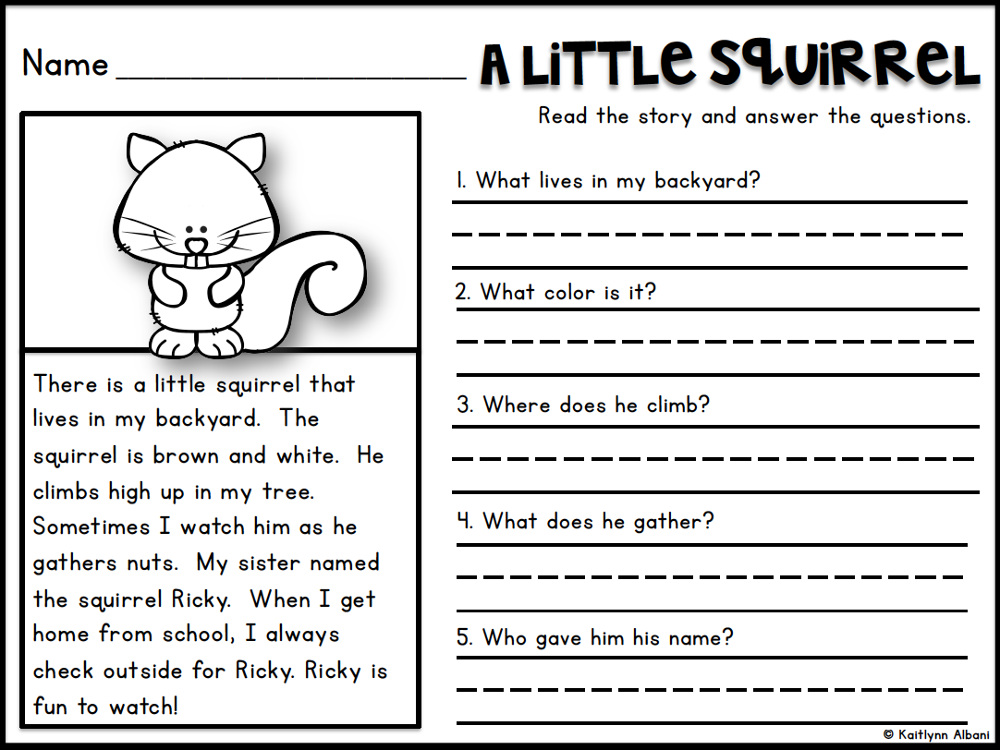 Name ____________________
A LiTTLe SQuiRReL
Read the story and answer the questions.
There is a little squirrel that
lives in my backyard.  The
squirrel is brown and white.  He
climbs high up in my tree.
Sometimes I watch him as he
gathers nuts.  My sister named
the squirrel Ricky.  When I get
home from school, I always
check outside for Ricky. Ricky is
fun to watch!
1. What lives in my backyard?
2. What color is it?
3. Where does he climb?
4. What does he gather?
5. Who gave him his name?
© Kaitlynn Albani